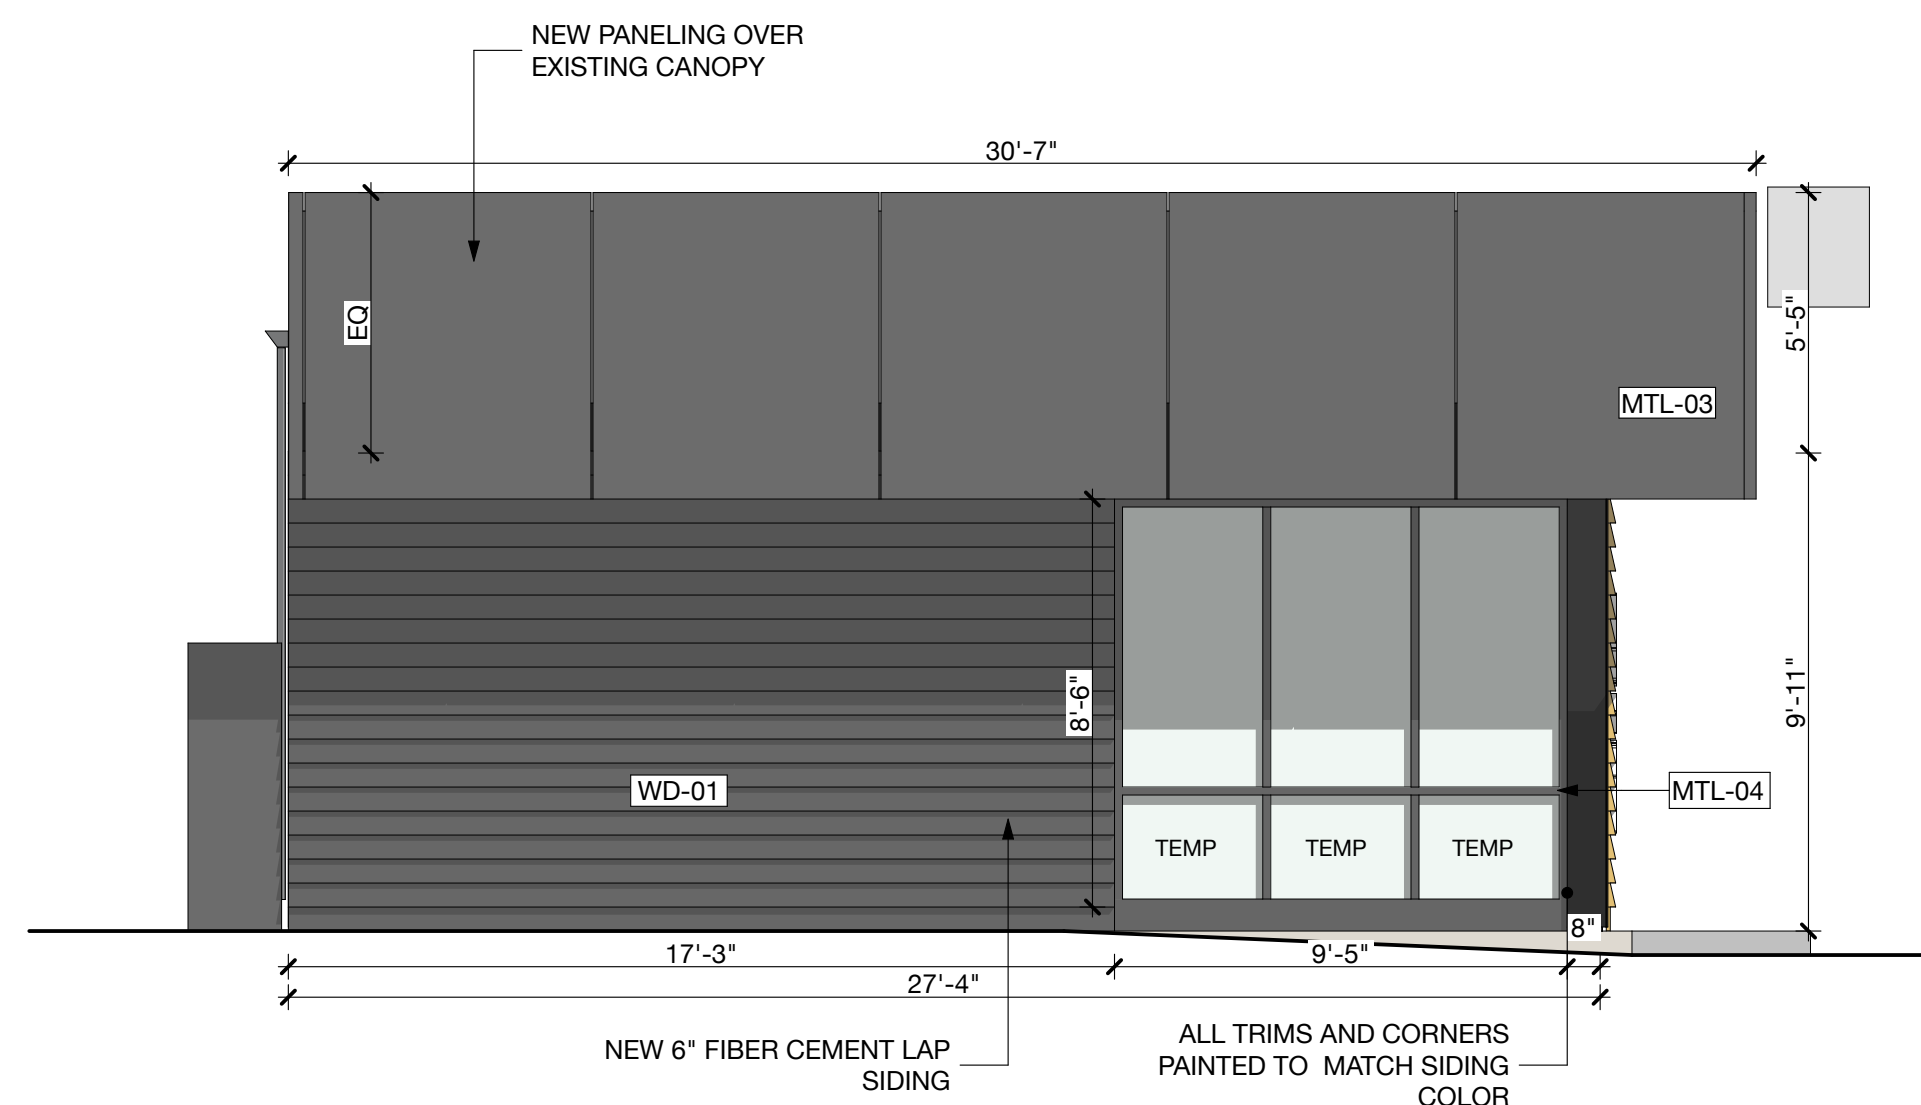 NEW PANELING OVER
EXISTING CANOPY
30'-7"
EQ
5'-5"
MTL-03
8'-6"
9'-11"
WD-01
MTL-04
TEMP TEMP TEMP
8"
17'-3"
9'-5"
27'-4"
NEW 6" FIBER CEMENT LAP
SIDING
ALL TRIMS AND CORNERS
PAINTED TO MATCH SIDING
COLOR